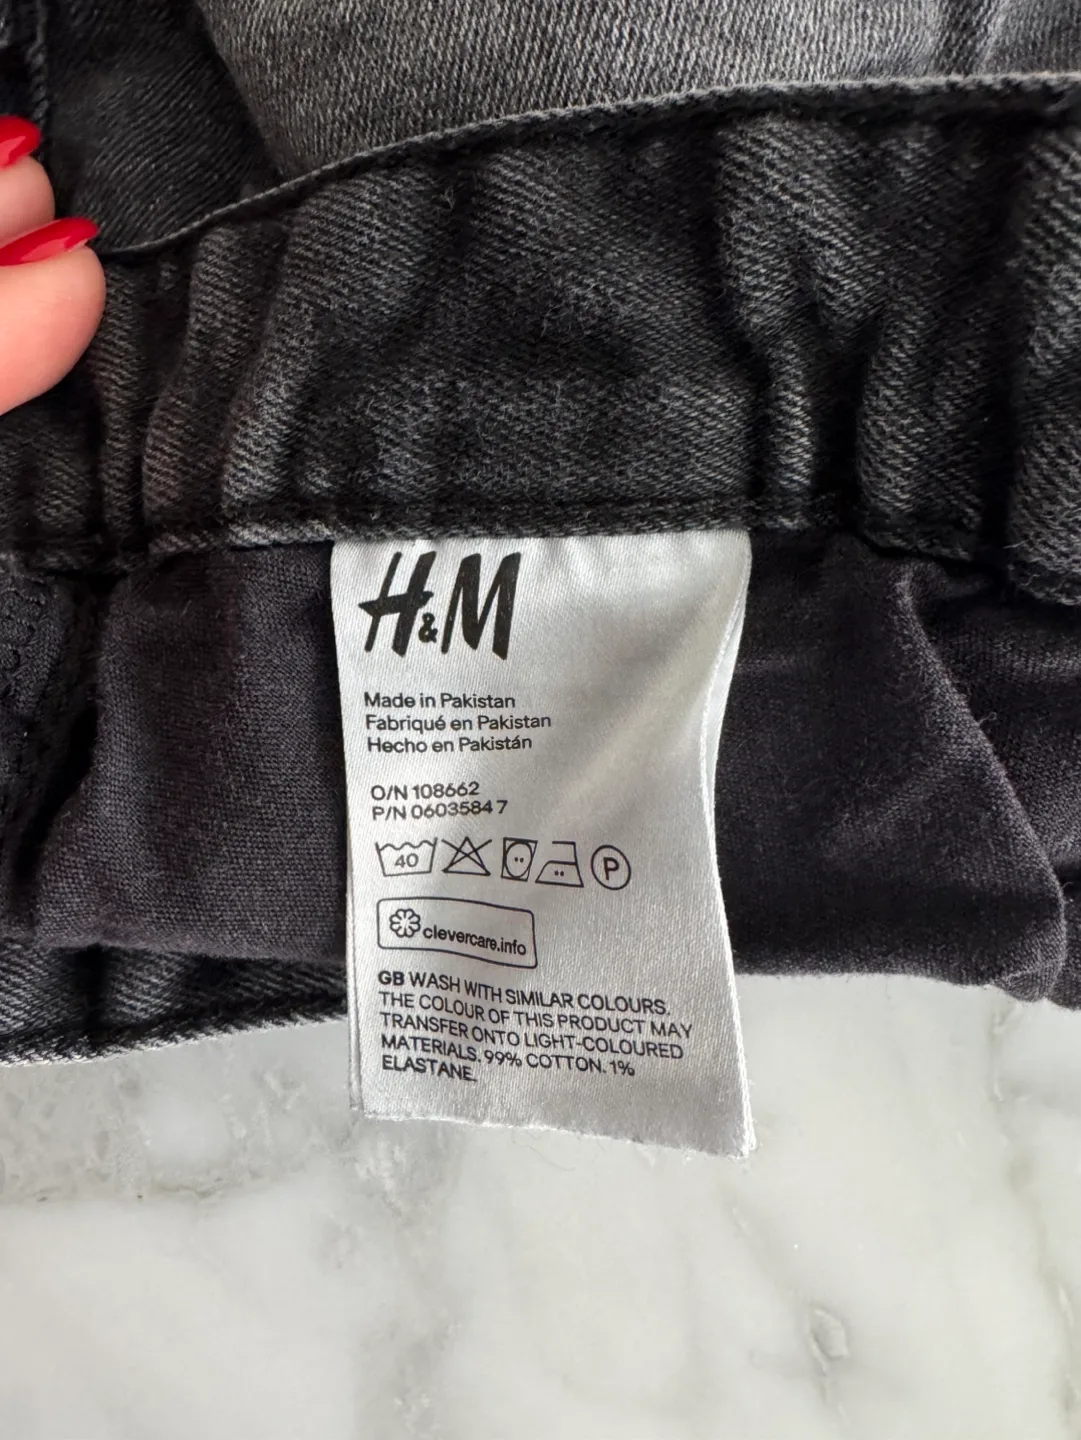 H&M
Made in Pakistan
Fabriqué en Pakistan
Hecho en Pakistán
O/N 108662
P/N 0603584 7
40 P
clevercare.info
GB WASH WITH SIMILAR COLOURS.
THE COLOUR OF THIS PRODUCT MAY
TRANSFER ONTO LIGHT-COLOURED
MATERIALS. 99% COTTON. 1%
ELASTANE.